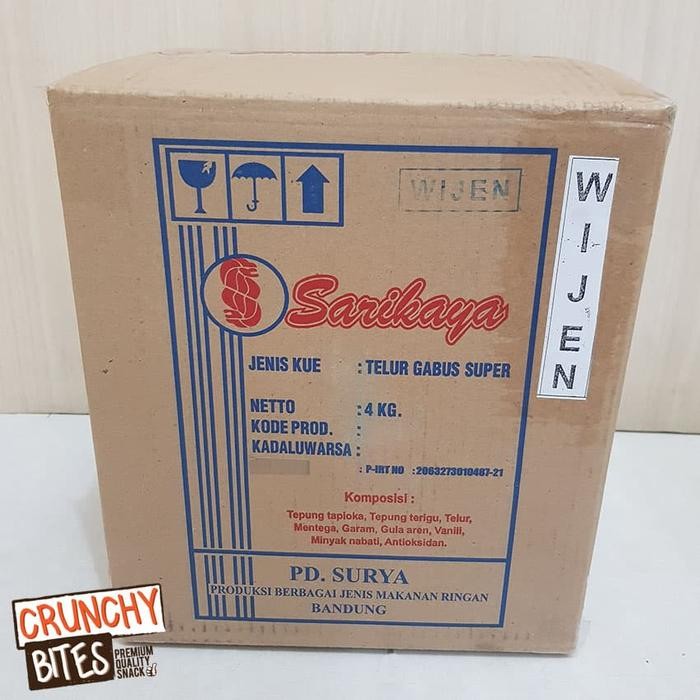 WIJEN
WIJEN
Sarikaya
JENIS KUE : TELUR GABUS SUPER
NETTO : 4 KG.
KODE PROD. :
KADALUWARSA :
: P-IRT NO : 2063273010487-21
Komposisi :
Tepung tapioka, Tepung terigu, Telur,
Mentega, Garam, Gula aren, Vanili,
Minyak nabati, Antioksidan.
PD. SURYA
PRODUKSI BERBAGAI JENIS MAKANAN RINGAN
BANDUNG
CRUNCHY
BITES
PREMIUM
QUALITY
SNACK